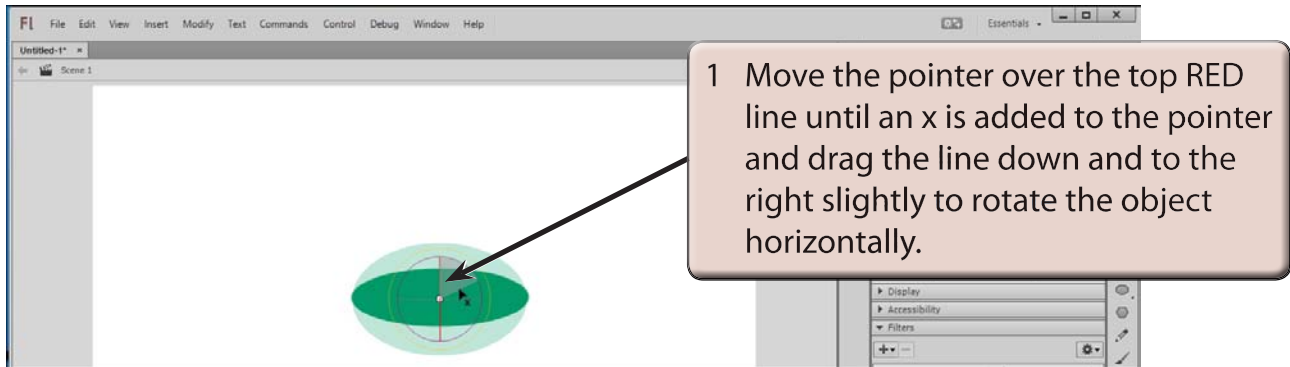 Fl File Edit View Insert Modify Text Commands Control Debug Window Help Essentials
Untitled-1* ×
Scene 1
1 Move the pointer over the top RED
line until an x is added to the pointer
and drag the line down and to the
right slightly to rotate the object
horizontally.
x
Display
Accessibility
Filters